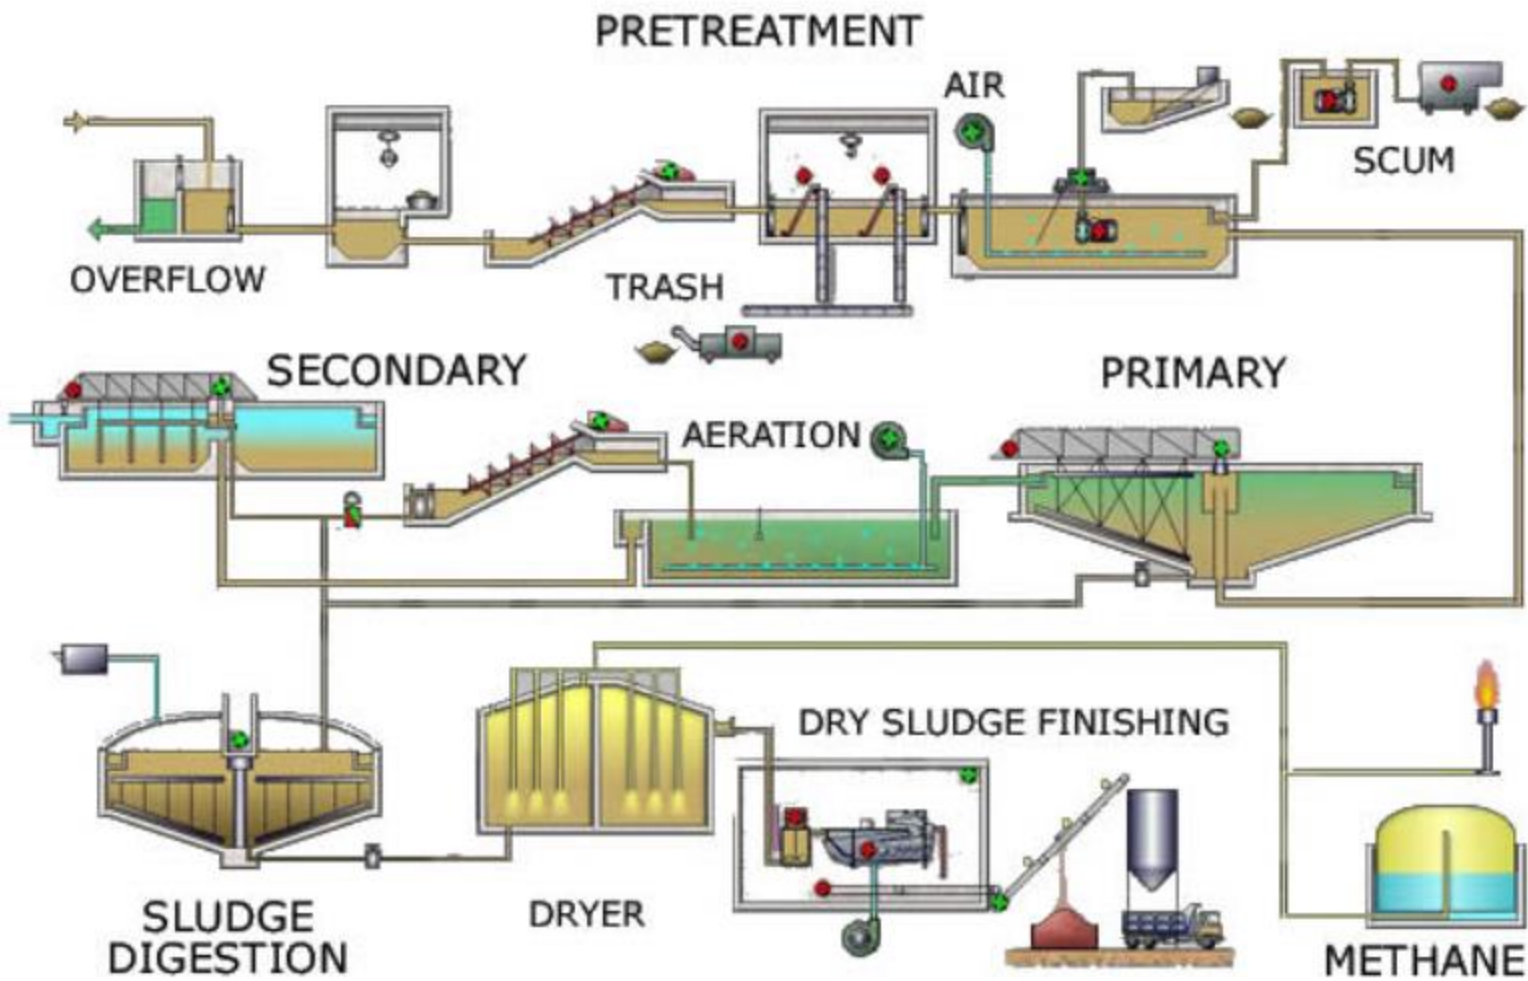 PRETREATMENT
AIR
SCUM
OVERFLOW
TRASH
SECONDARY
PRIMARY
AERATION
DRY SLUDGE FINISHING
SLUDGE
DIGESTION
DRYER
METHANE